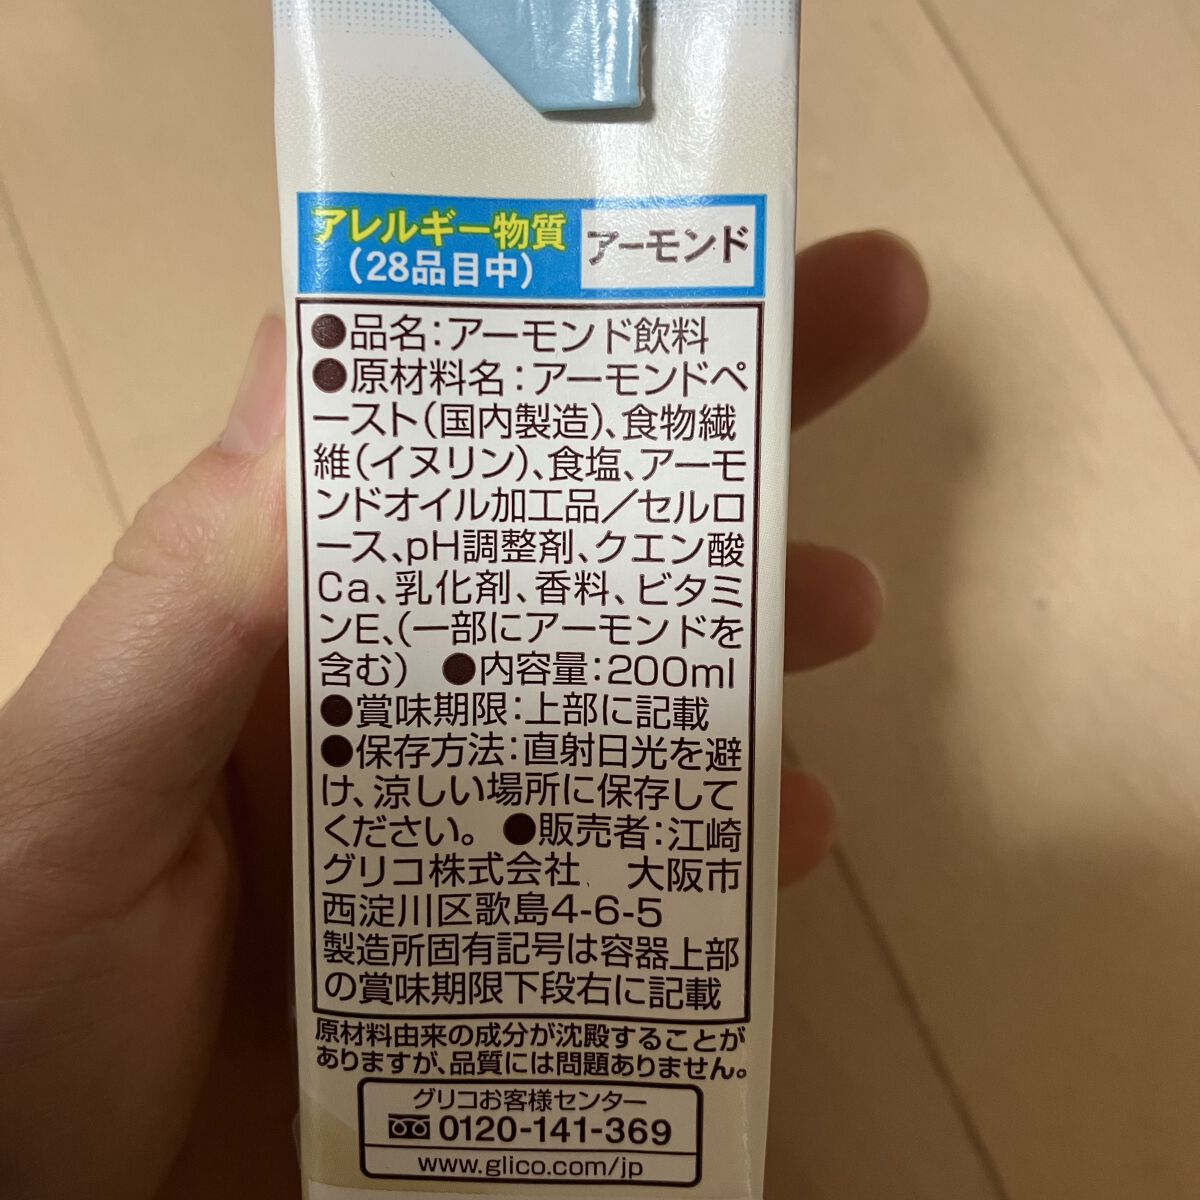 アレルギー物質
（28品目中）
アーモンド
●品名：アーモンド飲料
●原材料名：アーモンドペ
ースト（国内製造）、食物繊
維（イヌリン）、食塩、アーモ
ンドオイル加工品／セルロ
ース、pH調整剤、クエン酸
Ca、乳化剤、香料、ビタミ
ンE、（一部にアーモンドを
含む） ●内容量：200ml
●賞味期限：上部に記載
●保存方法：直射日光を避
け、涼しい場所に保存して
ください。 ●販売者：江崎
グリコ株式会社 大阪市
西淀川区歌島4-6-5
製造所固有記号は容器上部
の賞味期限下段右に記載
原材料由来の成分が沈殿することが
ありますが、品質には問題ありません。
グリコお客様センター
0120-141-369
www.glico.com/jp